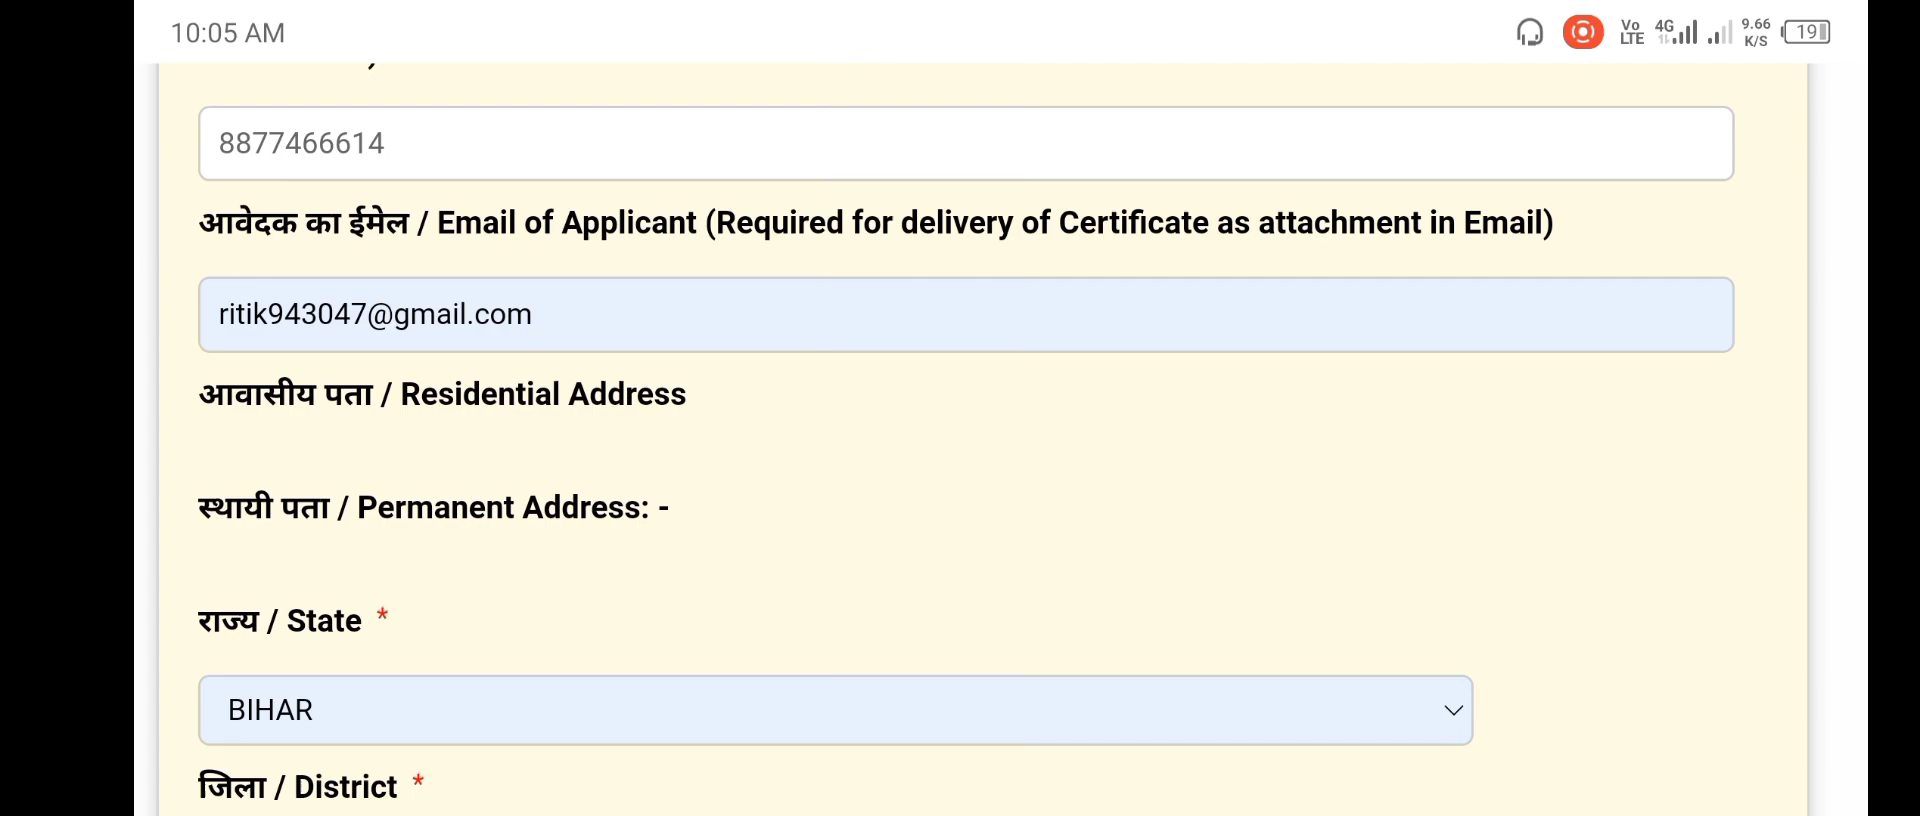 10:05 AM
Vo LTE 4G 9.66 K/S 19
8877466614
आवेदक का ईमेल / Email of Applicant (Required for delivery of Certificate as attachment in Email)
ritik943047@gmail.com
आवासीय पता / Residential Address
स्थायी पता / Permanent Address: -
राज्य / State *
BIHAR
जिला / District *